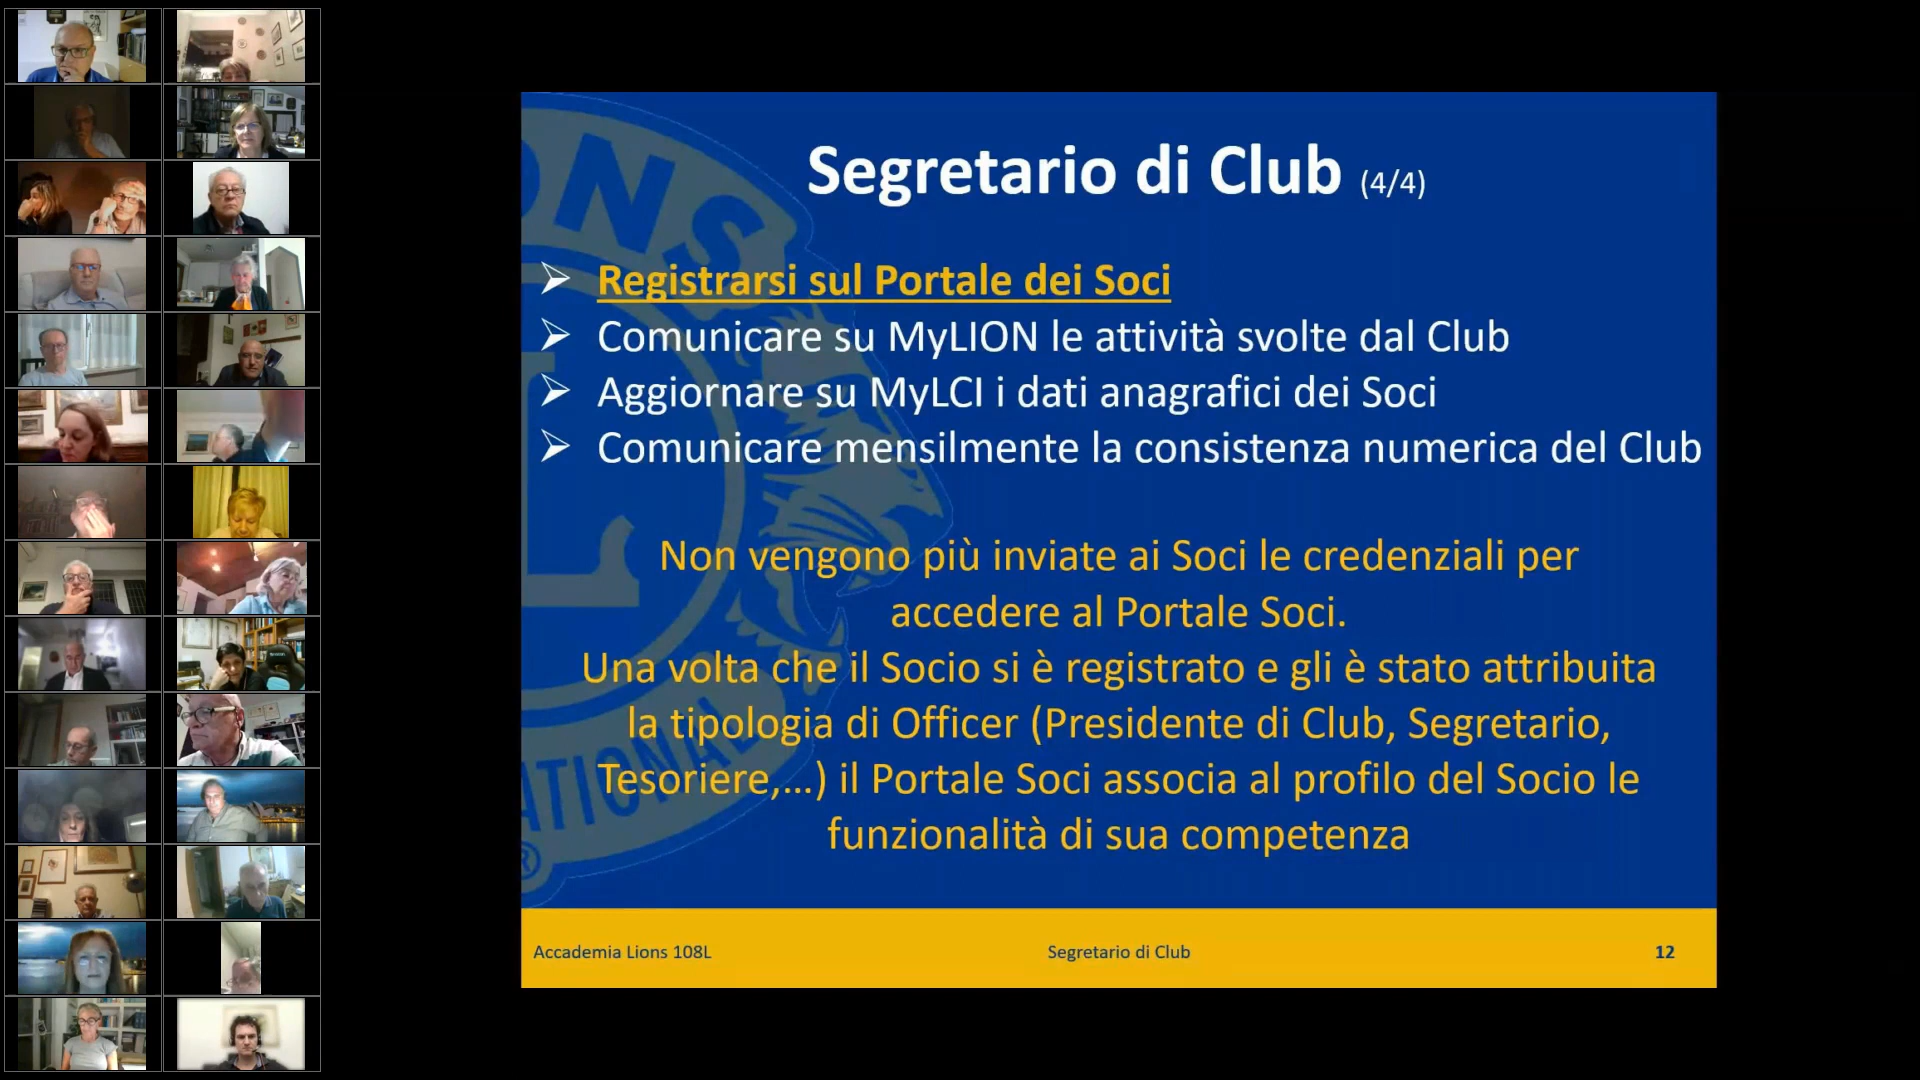 Segretario di Club (4/4)
➢ Registrarsi sul Portale dei Soci
➢ Comunicare su MyLION le attività svolte dal Club
➢ Aggiornare su MyLCI i dati anagrafici dei Soci
➢ Comunicare mensilmente la consistenza numerica del Club
Non vengono più inviate ai Soci le credenziali per
accedere al Portale Soci.
Una volta che il Socio si è registrato e gli è stato attribuita
la tipologia di Officer (Presidente di Club, Segretario,
Tesoriere,...) il Portale Soci associa al profilo del Socio le
funzionalità di sua competenza
Accademia Lions 108L
Segretario di Club
12